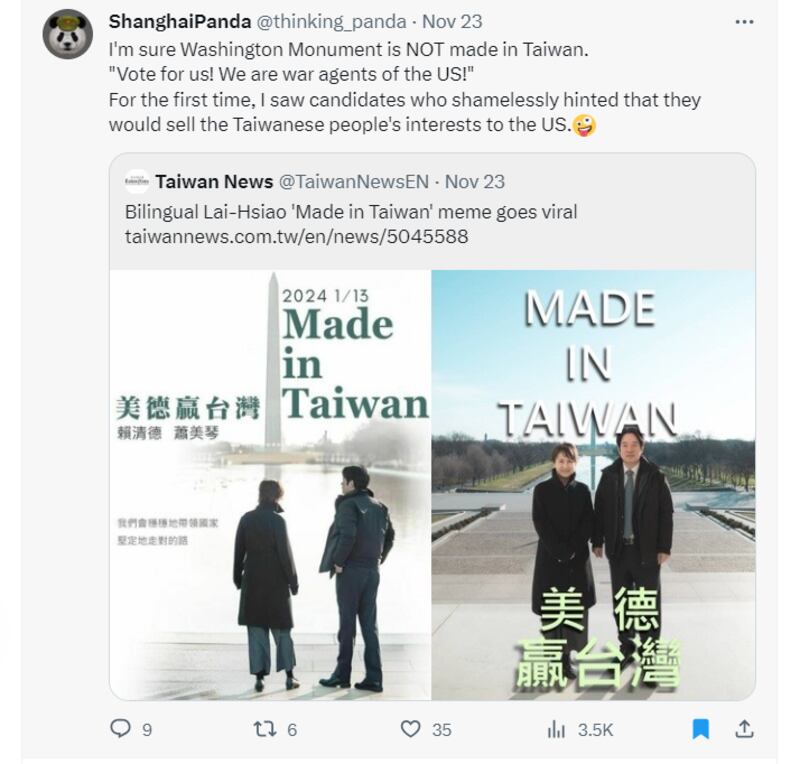 ShanghaiPanda @thinking_panda · Nov 23
I'm sure Washington Monument is NOT made in Taiwan.
"Vote for us! We are war agents of the US!"
For the first time, I saw candidates who shamelessly hinted that they
would sell the Taiwanese people's interests to the US.🤪
Taiwan News @TaiwanNewsEN · Nov 23
Bilingual Lai-Hsiao 'Made in Taiwan' meme goes viral
taiwannews.com.tw/en/news/5045588
2024 1/13
Made
in
Taiwan
美德贏台灣
賴清德 蕭美琴
我們會穩穩地帶領國家
堅定地走對的路
MADE
IN
TAIWAN
美德
贏台灣
9
6
35
3.5K